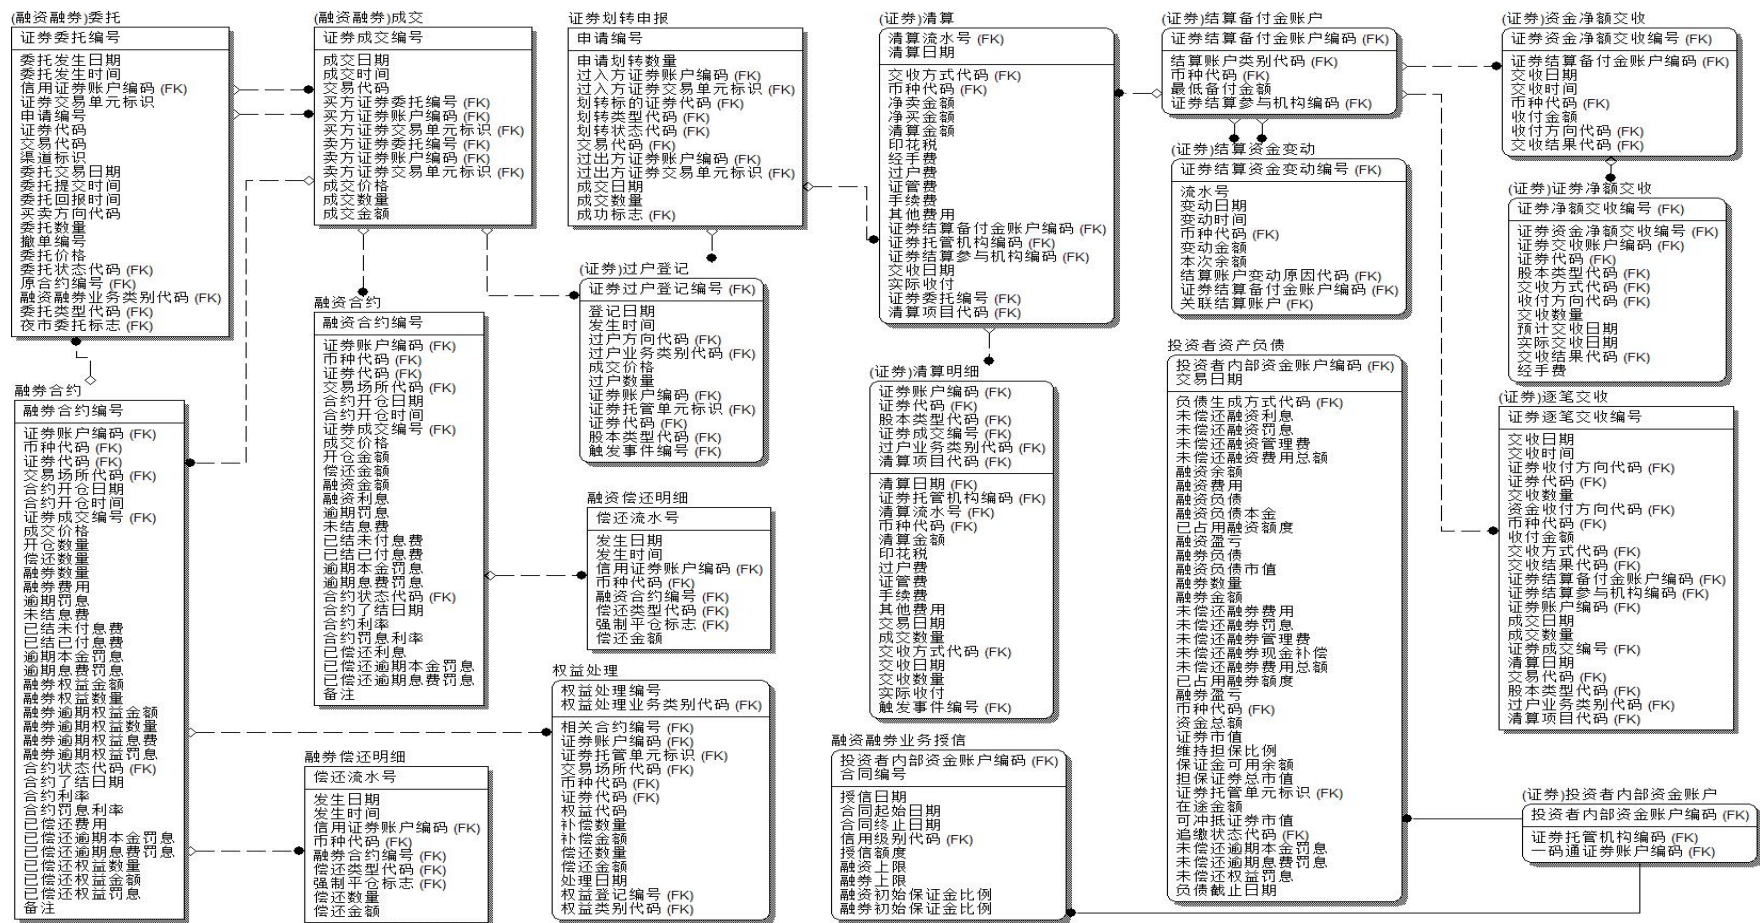 (融资融券)委托
证券委托编号
委托发生日期
委托发生时间
信用证券账户编码 (FK)
证券交易单元标识
申请编号
证券代码
交易代码
渠道标识
委托交易日期
委托提交时间
委托回报时间
买卖方向代码
委托数量
撤单编号
委托价格
委托状态代码 (FK)
原合约编号 (FK)
融资融券业务类别代码 (FK)
委托类型代码 (FK)
夜市委托标志 (FK)
融券合约
融券合约编号
证券账户编码 (FK)
币种代码 (FK)
证券代码 (FK)
交易场所代码 (FK)
合约开仓日期
合约开仓时间
证券成交编号 (FK)
成交价格
开仓数量
偿还数量
融券数量
融券费用
逾期罚息
未结息费
已结未付息费
已结已付息费
逾期本金罚息
逾期息费罚息
融券权益金额
融券权益数量
融券逾期权益金额
融券逾期权益数量
融券逾期权益息费
融券逾期权益罚息
合约状态代码 (FK)
合约了结日期
合约利率
合约罚息利率
已偿还费用
已偿还逾期本金罚息
已偿还逾期息费罚息
已偿还权益数量
已偿还权益金额
已偿还权益罚息
备注
(融资融券)成交
证券成交编号
成交日期
成交时间
交易代码
买方证券委托编号 (FK)
买方证券账户编码 (FK)
买方证券交易单元标识 (FK)
卖方证券委托编号 (FK)
卖方证券账户编码 (FK)
卖方证券交易单元标识 (FK)
成交价格
成交数量
成交金额
融资合约
融资合约编号
证券账户编码 (FK)
币种代码 (FK)
证券代码 (FK)
交易场所代码 (FK)
合约开仓日期
合约开仓时间
证券成交编号 (FK)
成交价格
开仓金额
偿还金额
融资金额
融资利息
逾期罚息
未结息费
已结未付息费
已结已付息费
逾期本金罚息
逾期息费罚息
合约状态代码 (FK)
合约了结日期
合约利率
合约罚息利率
已偿还利息
已偿还逾期本金罚息
已偿还逾期息费罚息
备注
融券偿还明细
偿还流水号
发生日期
发生时间
信用证券账户编码 (FK)
币种代码 (FK)
融券合约编号 (FK)
偿还类型代码 (FK)
强制平仓标志 (FK)
偿还数量
偿还金额
证券划转申报
申请编号
申请划转数量
过入方证券账户编码 (FK)
过入方证券交易单元标识 (FK)
划转标的证券代码 (FK)
划转类型代码 (FK)
划转状态代码 (FK)
交易代码 (FK)
过出方证券账户编码 (FK)
过出方证券交易单元标识 (FK)
成交日期
成交数量
成功标志 (FK)
(证券)过户登记
证券过户登记编号 (FK)
登记日期
发生时间
过户方向代码 (FK)
过户业务类别代码 (FK)
成交价格
过户数量
证券账户编码 (FK)
证券托管单元标识 (FK)
证券代码 (FK)
股本类型代码 (FK)
触发事件编号 (FK)
融资偿还明细
偿还流水号
发生日期
发生时间
信用证券账户编码 (FK)
币种代码 (FK)
融资合约编号 (FK)
偿还类型代码 (FK)
强制平仓标志 (FK)
偿还金额
权益处理
权益处理编号
权益处理业务类别代码 (FK)
相关合约编号 (FK)
证券账户编码 (FK)
证券托管单元标识 (FK)
交易场所代码 (FK)
币种代码 (FK)
证券代码 (FK)
权益代码
补偿数量
补偿金额
偿还数量
偿还金额
处理日期
权益登记编号 (FK)
权益类别代码 (FK)
(证券)清算
清算流水号 (FK)
清算日期
交收方式代码 (FK)
币种代码 (FK)
净卖金额
净买金额
清算金额
印花税
经手费
过户费
证管费
手续费
其他费用
证券结算备付金账户编码 (FK)
证券托管机构编码 (FK)
证券结算参与机构编码 (FK)
交收日期
实际收付
证券委托编号 (FK)
清算项目代码 (FK)
(证券)清算明细
证券账户编码 (FK)
证券代码 (FK)
股本类型代码 (FK)
证券成交编号 (FK)
过户业务类别代码 (FK)
清算项目代码 (FK)
清算日期 (FK)
证券托管机构编码 (FK)
清算流水号 (FK)
币种代码 (FK)
清算金额
印花税
过户费
证管费
手续费
其他费用
交易日期
成交数量
交收方式代码 (FK)
交收日期
交收数量
实际收付
触发事件编号 (FK)
融资融券业务授信
投资者内部资金账户编码 (FK)
合同编号
授信日期
合同起始日期
合同终止日期
信用级别代码 (FK)
授信额度
融资上限
融券上限
融资初始保证金比例
融券初始保证金比例
(证券)结算备付金账户
证券结算备付金账户编码 (FK)
结算账户类别代码 (FK)
币种代码 (FK)
最低备付金额
证券结算参与机构编码 (FK)
(证券)结算资金变动
证券结算资金变动编号 (FK)
流水号
变动日期
变动时间
币种代码 (FK)
变动金额
本次余额
结算账户变动原因代码 (FK)
证券结算备付金账户编码 (FK)
关联结算账户 (FK)
投资者资产负债
投资者内部资金账户编码 (FK)
交易日期
负债生成方式代码 (FK)
未偿还融资利息
未偿还融资罚息
未偿还融资管理费
未偿还融资费用总额
融资余额
融资费用
融资负债
融资负债本金
已占用融资额度
融资盈亏
融券负债
融资负债市值
融券数量
融券金额
未偿还融券费用
未偿还融券罚息
未偿还融券管理费
未偿还融券现金补偿
未偿还融券费用总额
已占用融券额度
融券盈亏
币种代码 (FK)
资金总额
证券市值
维持担保比例
保证金可用余额
担保证券总市值
证券托管单元标识 (FK)
在途金额
可冲抵证券市值
追缴状态代码 (FK)
未偿还逾期本金罚息
未偿还逾期息费罚息
未偿还权益罚息
负债截止日期
(证券)资金净额交收
证券资金净额交收编号 (FK)
证券结算备付金账户编码 (FK)
交收日期
交收时间
币种代码 (FK)
收付金额
收付方向代码 (FK)
交收结果代码 (FK)
(证券)证券净额交收
证券净额交收编号 (FK)
证券资金净额交收编号 (FK)
证券交收账户编码 (FK)
证券代码 (FK)
股本类型代码 (FK)
交收方式代码 (FK)
收付方向代码 (FK)
交收数量
预计交收日期
实际交收日期
交收结果代码 (FK)
经手费
(证券)逐笔交收
证券逐笔交收编号
交收日期
交收时间
证券收付方向代码 (FK)
证券代码 (FK)
交收数量
资金收付方向代码 (FK)
币种代码 (FK)
收付金额
交收方式代码 (FK)
交收结果代码 (FK)
证券结算备付金账户编码 (FK)
证券结算参与机构编码 (FK)
证券账户编码 (FK)
成交日期
成交数量
证券成交编号 (FK)
清算日期
交易代码 (FK)
股本类型代码 (FK)
过户业务类别代码 (FK)
清算项目代码 (FK)
(证券)投资者内部资金账户
投资者内部资金账户编码 (FK)
证券托管机构编码 (FK)
一码通证券账户编码 (FK)